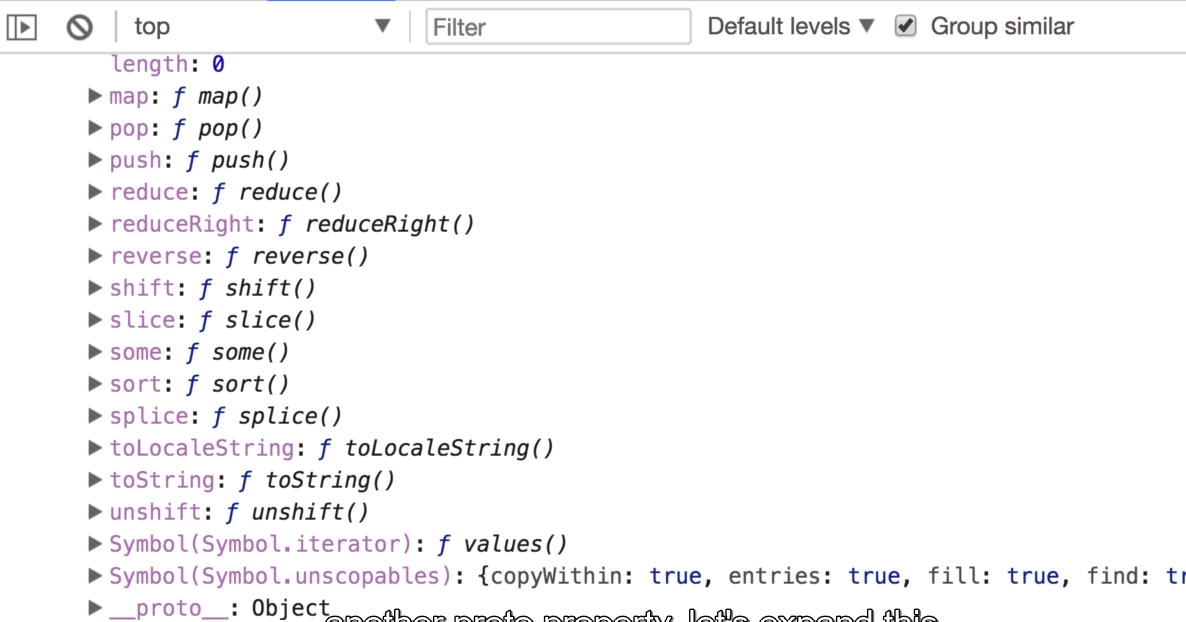 top Filter Default levels Group similar
length: 0
map: ƒ map()
pop: ƒ pop()
push: ƒ push()
reduce: ƒ reduce()
reduceRight: ƒ reduceRight()
reverse: ƒ reverse()
shift: ƒ shift()
slice: ƒ slice()
some: ƒ some()
sort: ƒ sort()
splice: ƒ splice()
toLocaleString: ƒ toLocaleString()
toString: ƒ toString()
unshift: ƒ unshift()
Symbol(Symbol.iterator): ƒ values()
Symbol(Symbol.unscopables): {copyWithin: true, entries: true, fill: true, find: tr
__proto__: Object
another proto property, let's expand this